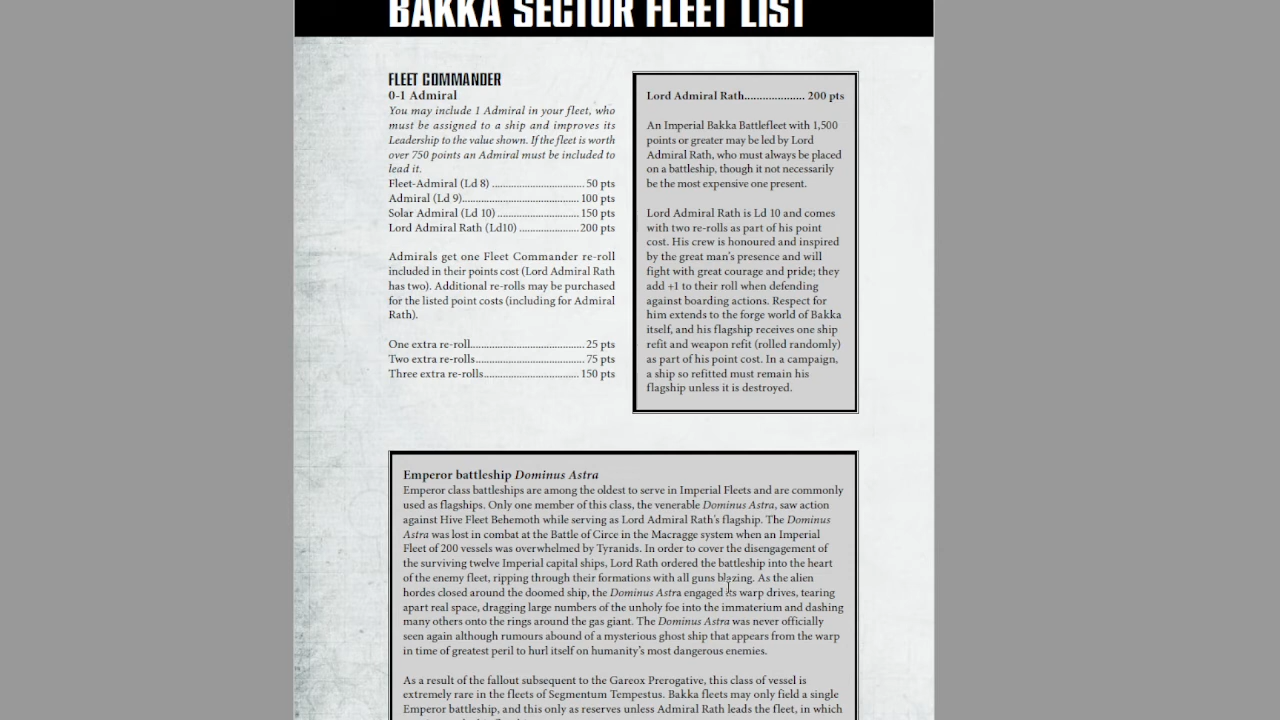 BAKKA SECTOR FLEET LIST
FLEET COMMANDER
0-1 Admiral
You may include 1 Admiral in your fleet, who
must be assigned to a ship and improves its
Leadership to the value shown. If the fleet is worth
over 750 points an Admiral must be included to
lead it.
Fleet-Admiral (Ld 8) ................................ 50 pts
Admiral (Ld 9)........................................ 100 pts
Solar Admiral (Ld 10) ............................ 150 pts
Lord Admiral Rath (Ld10) .....................200 pts
Admirals get one Fleet Commander re-roll
included in their points cost (Lord Admiral Rath
has two). Additional re-rolls may be purchased
for the listed point costs (including for Admiral
Rath).
One extra re-roll....................................... 25 pts
Two extra re-rolls...................................... 75 pts
Three extra re-rolls................................. 150 pts
Lord Admiral Rath.................... 200 pts
An Imperial Bakka Battlefleet with 1,500
points or greater may be led by Lord
Admiral Rath, who must always be placed
on a battleship, though it not necessarily
be the most expensive one present.
Lord Admiral Rath is Ld 10 and comes
with two re-rolls as part of his point
cost. His crew is honoured and inspired
by the great man's presence and will
fight with great courage and pride; they
add +1 to their roll when defending
against boarding actions. Respect for
him extends to the forge world of Bakka
itself, and his flagship receives one ship
refit and weapon refit (rolled randomly)
as part of his point cost. In a campaign,
a ship so refitted must remain his
flagship unless it is destroyed.
Emperor battleship Dominus Astra
Emperor class battleships are among the oldest to serve in Imperial Fleets and are commonly
used as flagships. Only one member of this class, the venerable Dominus Astra, saw action
against Hive Fleet Behemoth while serving as Lord Admiral Rath's flagship. The Dominus
Astra was lost in combat at the Battle of Circe in the Macragge system when an Imperial
Fleet of 200 vessels was overwhelmed by Tyranids. In order to cover the disengagement of
the surviving twelve Imperial capital ships, Lord Rath ordered the battleship into the heart
of the enemy fleet, ripping through their formations with all guns blazing. As the alien
hordes closed around the doomed ship, the Dominus Astra engaged its warp drives, tearing
apart real space, dragging large numbers of the unholy foe into the immaterium and dashing
many others onto the rings around the gas giant. The Dominus Astra was never officially
seen again although rumours abound of a mysterious ghost ship that appears from the warp
in time of greatest peril to hurl itself on humanity's most dangerous enemies.
As a result of the fallout subsequent to the Gareox Prerogative, this class of vessel is
extremely rare in the fleets of Segmentum Tempestus. Bakka fleets may only field a single
Emperor battleship, and this only as reserves unless Admiral Rath leads the fleet, in which